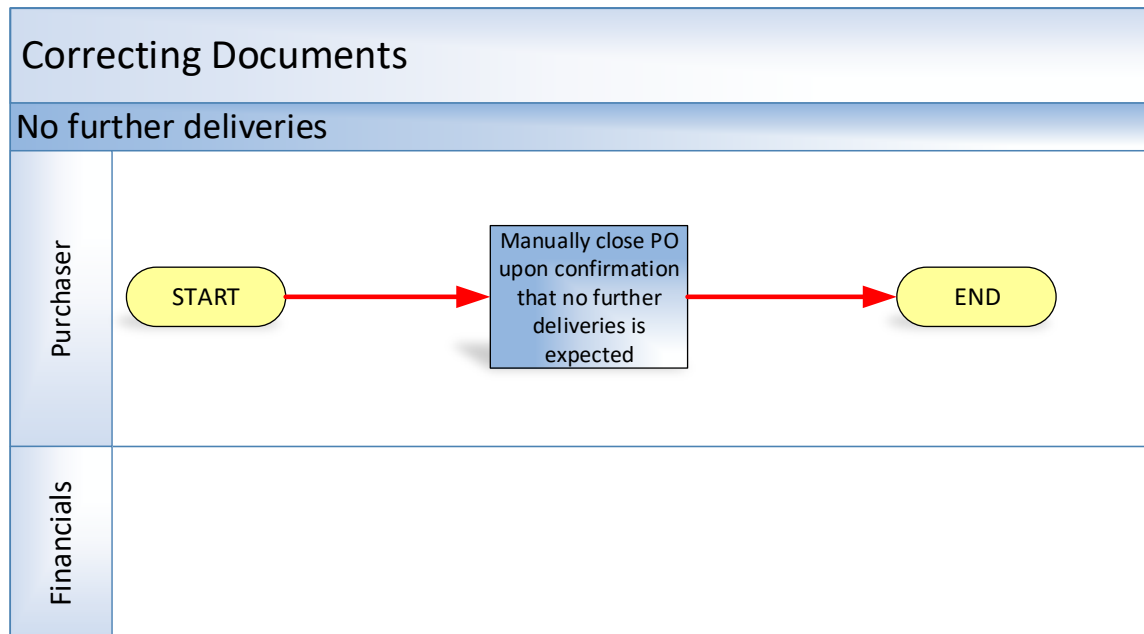 Correcting Documents
No further deliveries
Purchaser
START
Manually close PO
upon confirmation
that no further
deliveries is
expected
END
Financials